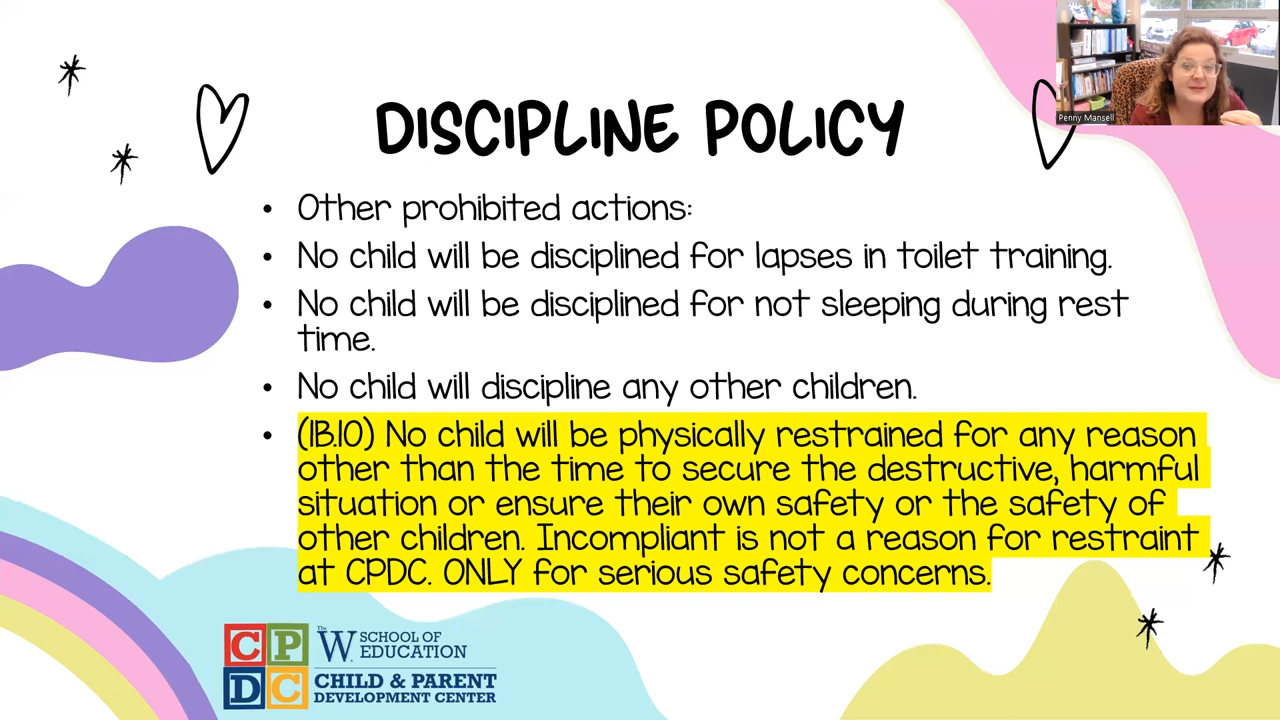 Penny Mansell
DISCIPLINE POLICY
• Other prohibited actions:
• No child will be disciplined for lapses in toilet training.
• No child will be disciplined for not sleeping during rest
time.
• No child will discipline any other children.
• (1B.10) No child will be physically restrained for any reason
other than the time to secure the destructive, harmful
situation or ensure their own safety or the safety of
other children. Incompliant is not a reason for restraint
at CPDC. ONLY for serious safety concerns.
CP
DC
The W. SCHOOL OF
EDUCATION
CHILD & PARENT
DEVELOPMENT CENTER